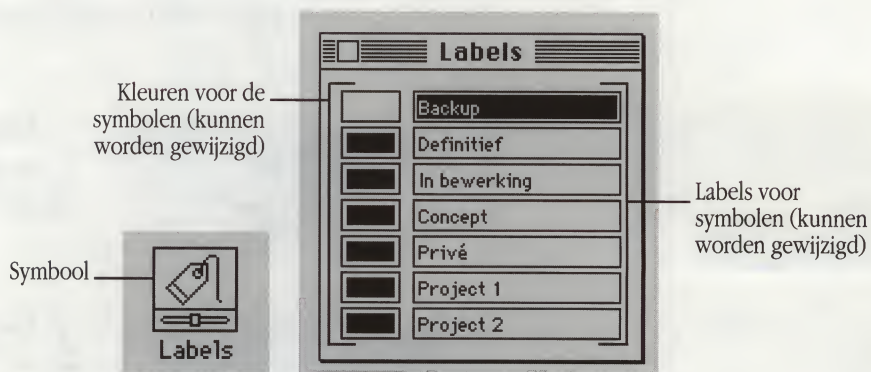 Labels
Kleuren voor de
symbolen (kunnen
worden gewijzigd)
Backup
Definitief
In bewerking
Concept
Privé
Project 1
Project 2
Labels voor
symbolen (kunnen
worden gewijzigd)
Symbool
Labels